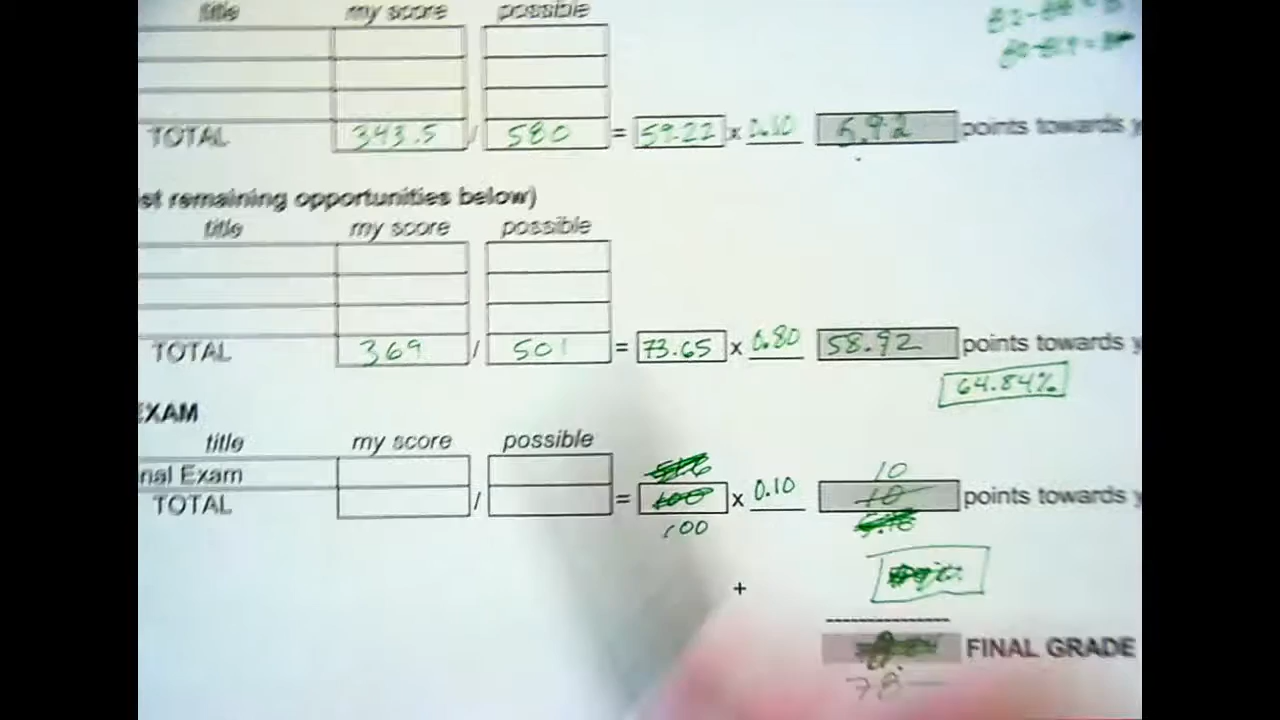 title my score possible
TOTAL 343.5 / 580 = 59.22 x 0.10 5.92 points towards y
st remaining opportunities below)
title my score possible
TOTAL 369 / 501 = 73.65 x 0.80 58.92 points towards y
64.84%
EXAM
title my score possible
10
nal Exam
TOTAL / = 100 x 0.10 10 points towards y
100
+
FINAL GRADE
78